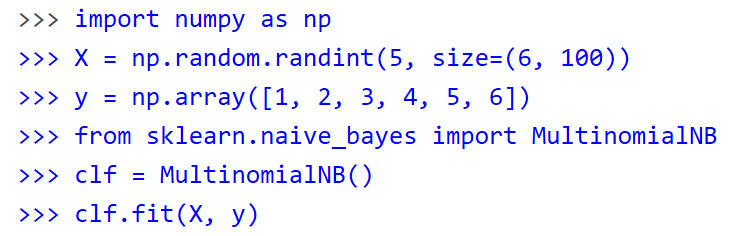 >>> import numpy as np
>>> X = np.random.randint(5, size=(6, 100))
>>> y = np.array([1, 2, 3, 4, 5, 6])
>>> from sklearn.naive_bayes import MultinomialNB
>>> clf = MultinomialNB()
>>> clf.fit(X, y)